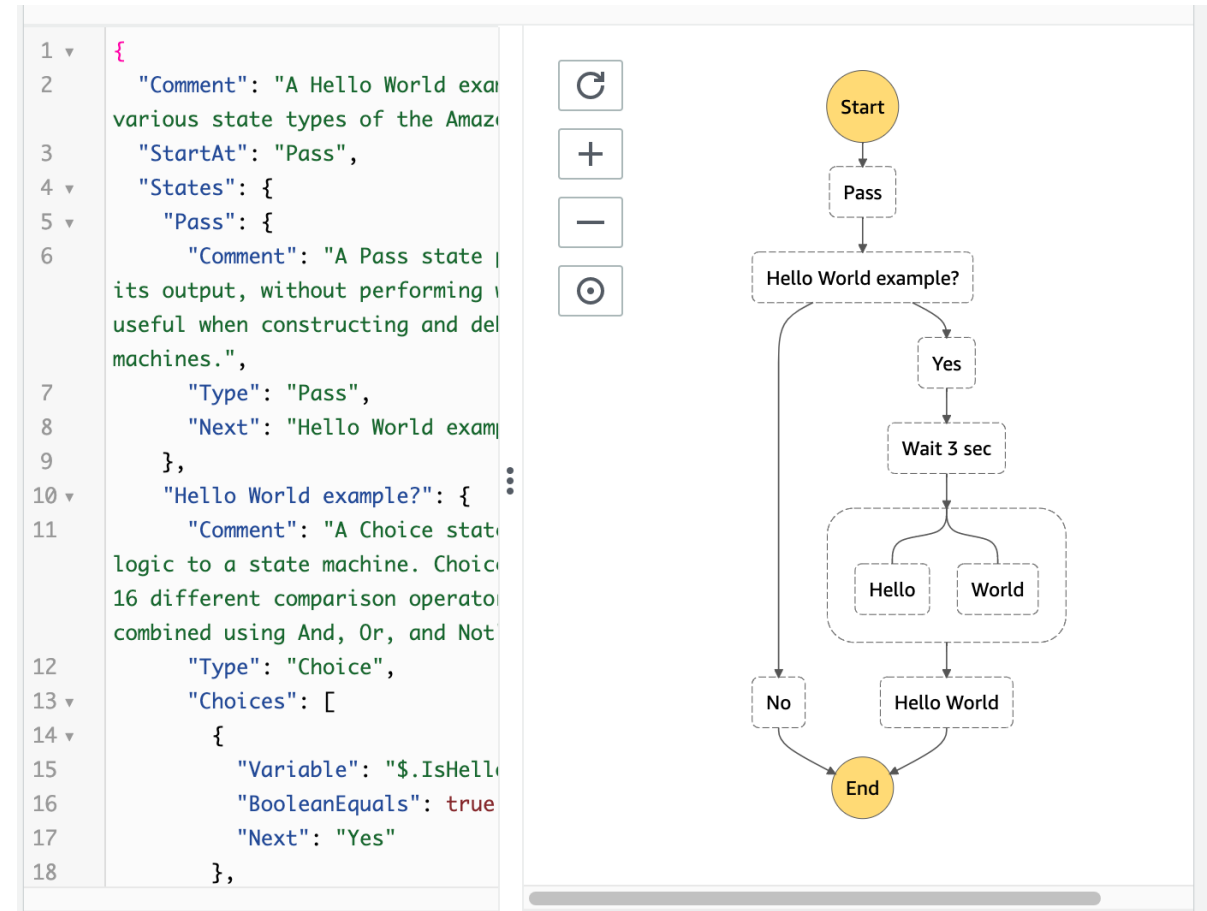 1 {
2 "Comment": "A Hello World exa
various state types of the Amaz
3 "StartAt": "Pass",
4 "States": {
5 "Pass": {
6 "Comment": "A Pass state
its output, without performing
useful when constructing and de
machines.",
7 "Type": "Pass",
8 "Next": "Hello World exam
9 },
10 "Hello World example?": {
11 "Comment": "A Choice stat
logic to a state machine. Choic
16 different comparison operato
combined using And, Or, and Not
12 "Type": "Choice",
13 "Choices": [
14 {
15 "Variable": "$.IsHell
16 "BooleanEquals": true
17 "Next": "Yes"
18 },
Start
Pass
Hello World example?
Yes
Wait 3 sec
Hello
World
No
Hello World
End